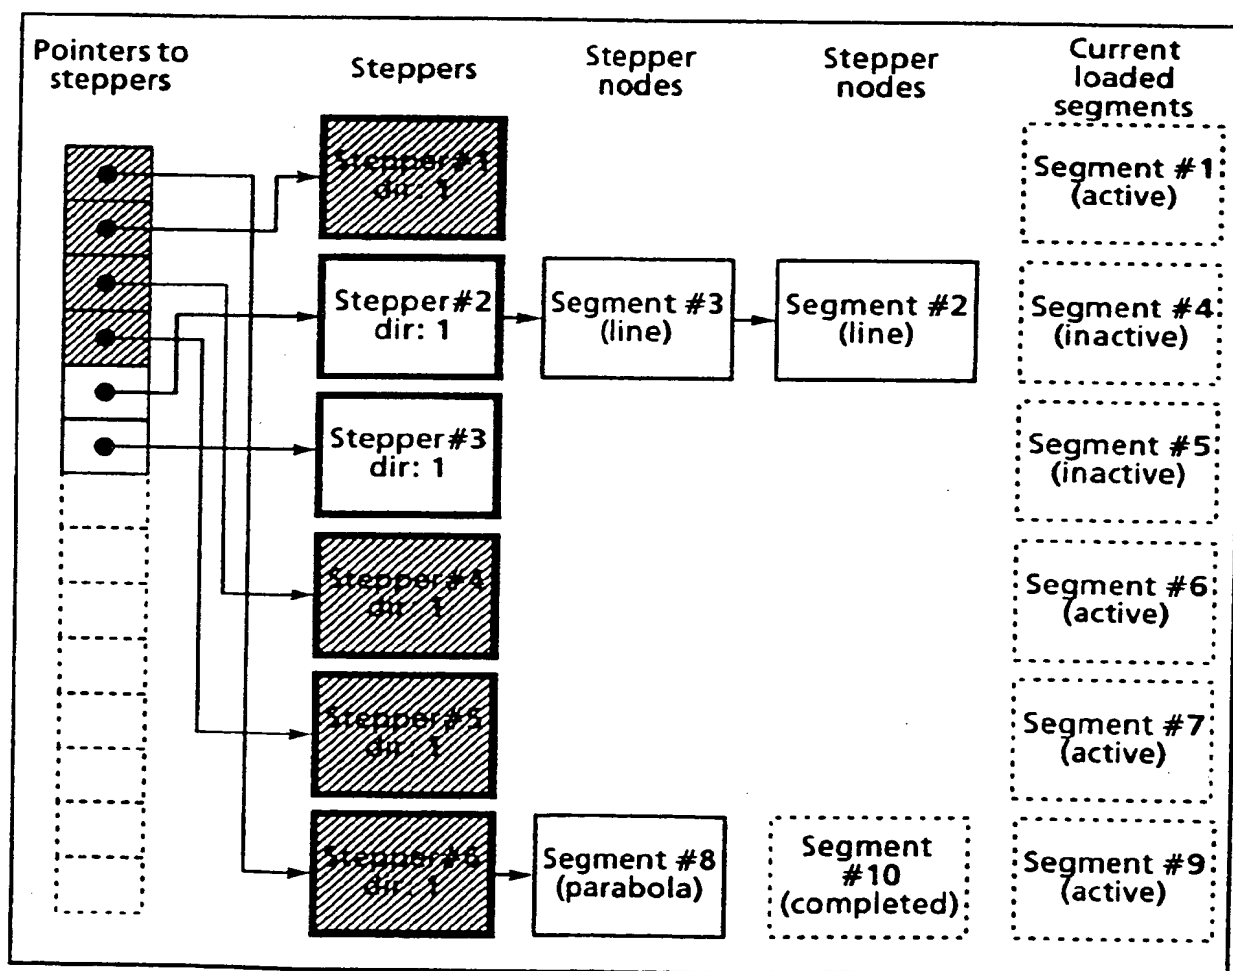 Pointers to
steppers
Steppers
Stepper
nodes
Stepper
nodes
Current
loaded
segments
Stepper#1
dir: 1
Segment #1
(active)
Stepper#2
dir: 1
Segment #3
(line)
Segment #2
(line)
Segment #4
(inactive)
Stepper#3
dir: 1
Segment #5
(inactive)
Stepper#4
dir: 1
Segment #6
(active)
Stepper#5
dir: 1
Segment #7
(active)
Stepper#6
dir: 1
Segment #8
(parabola)
Segment
#10
(completed)
Segment #9
(active)